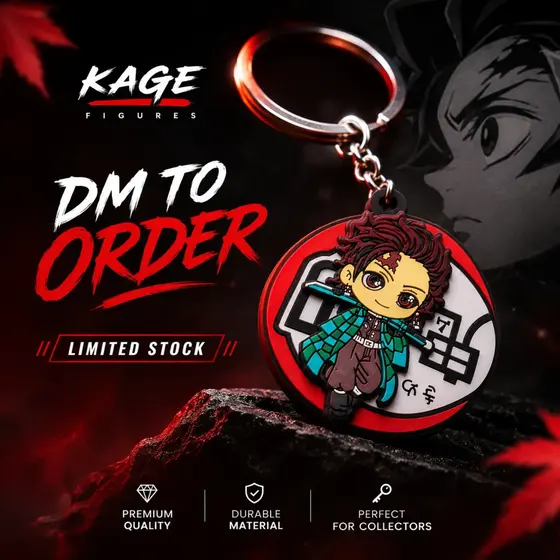 KAGE
FIGURES
DM TO
ORDER
// LIMITED STOCK //
PREMIUM
QUALITY
DURABLE
MATERIAL
PERFECT
FOR COLLECTORS